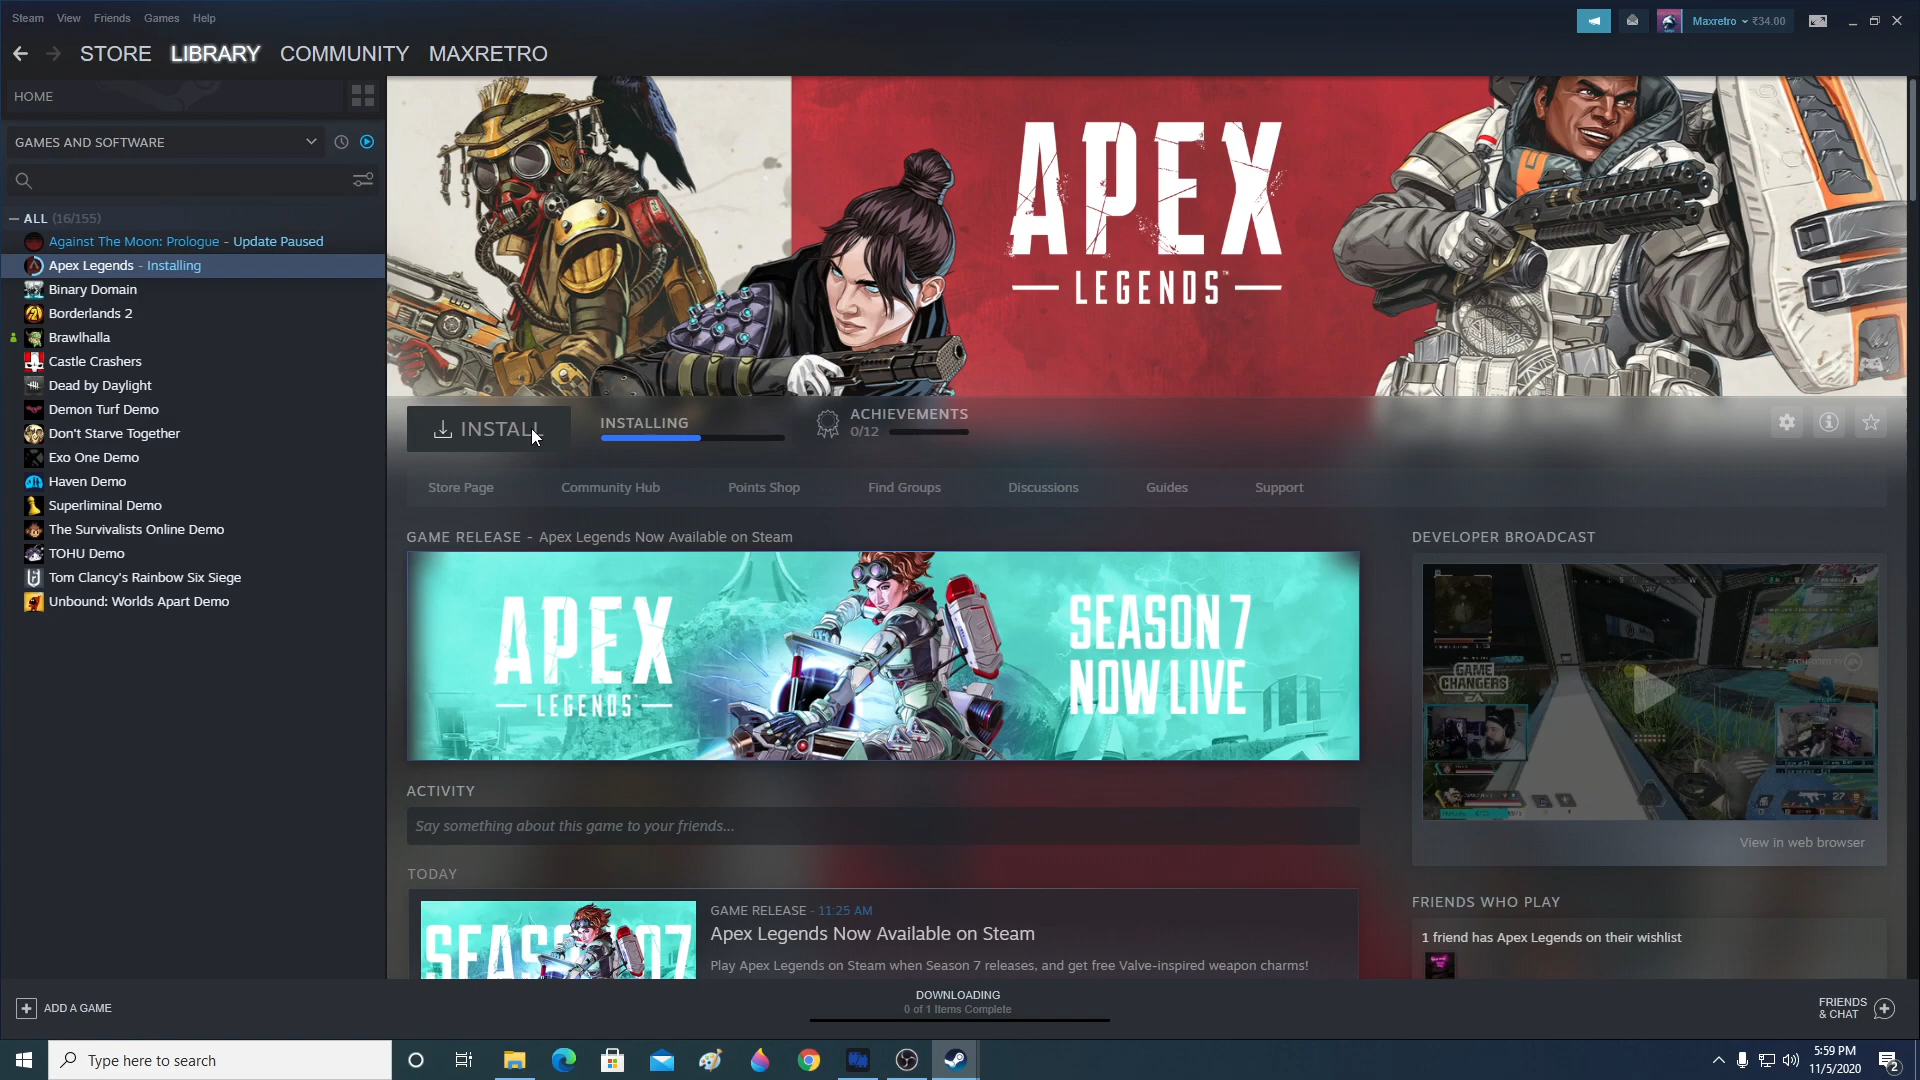 Steam View Friends Games Help
Maxretro ₹34.00
STORE LIBRARY COMMUNITY MAXRETRO
HOME
GAMES AND SOFTWARE
ALL (16/155)
Against The Moon: Prologue - Update Paused
Apex Legends - Installing
Binary Domain
Borderlands 2
Brawlhalla
Castle Crashers
Dead by Daylight
Demon Turf Demo
Don't Starve Together
Exo One Demo
Haven Demo
Superliminal Demo
The Survivalists Online Demo
TOHU Demo
Tom Clancy's Rainbow Six Siege
Unbound: Worlds Apart Demo
ADD A GAME
APEX
LEGENDS™
INSTALL
INSTALLING
ACHIEVEMENTS
0/12
Store Page Community Hub Points Shop Find Groups Discussions Guides Support
GAME RELEASE - Apex Legends Now Available on Steam
APEX
LEGENDS
SEASON 7
NOW LIVE
ACTIVITY
Say something about this game to your friends...
TODAY
SEASON 07
GAME RELEASE - 11:25 AM
Apex Legends Now Available on Steam
Play Apex Legends on Steam when Season 7 releases, and get free Valve-inspired weapon charms!
DEVELOPER BROADCAST
GAME
CHANGERS
EA
27
View in web browser
FRIENDS WHO PLAY
1 friend has Apex Legends on their wishlist
DOWNLOADING
0 of 1 Items Complete
FRIENDS
& CHAT
Type here to search
5:59 PM
11/5/2020
2